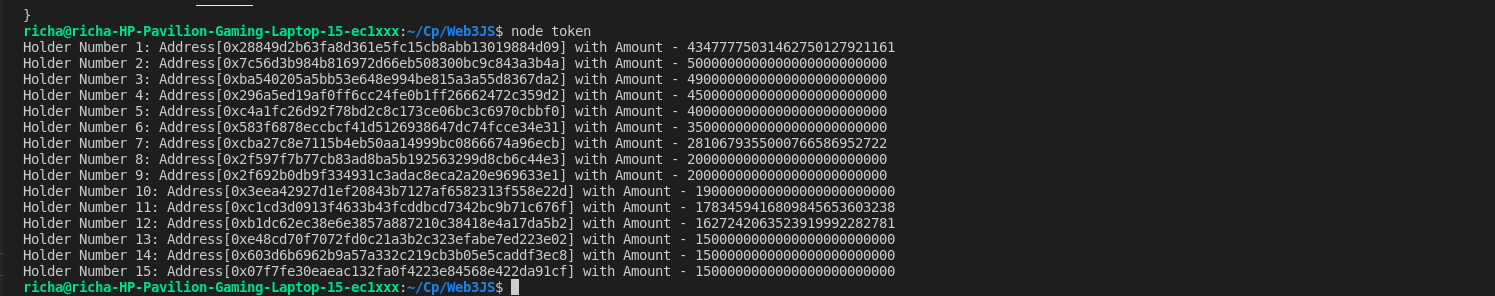 }
richa@richa-HP-Pavilion-Gaming-Laptop-15-ec1xxx:~/Cp/Web3JS$ node token
Holder Number 1: Address[0x28849d2b63fa8d361e5fc15cb8abb13019884d09] with Amount - 43477775031462750127921161
Holder Number 2: Address[0x7c56d3b984b816972d66eb508300bc9c843a3b4a] with Amount - 5000000000000000000000000
Holder Number 3: Address[0xba540205a5bb53e648e994be815a3a55d8367da2] with Amount - 4900000000000000000000000
Holder Number 4: Address[0x296a5ed19af0ff6cc24fe0b1ff26662472c359d2] with Amount - 4500000000000000000000000
Holder Number 5: Address[0xc4a1fc26d92f78bd2c8c173ce06bc3c6970cbbf0] with Amount - 4000000000000000000000000
Holder Number 6: Address[0x583f6878eccbcf41d5126938647dc74fcce34e31] with Amount - 3500000000000000000000000
Holder Number 7: Address[0xcba27c8e7115b4eb50aa14999bc0866674a96ecb] with Amount - 2810679355000766586952722
Holder Number 8: Address[0x2f597f7b77cb83ad8ba5b192563299d8cb6c44e3] with Amount - 2000000000000000000000000
Holder Number 9: Address[0x2f692b0db9f334931c3adac8eca2a20e969633e1] with Amount - 2000000000000000000000000
Holder Number 10: Address[0x3eea42927d1ef20843b7127af6582313f558e22d] with Amount - 1900000000000000000000000
Holder Number 11: Address[0xc1cd3d0913f4633b43fcddbcd7342bc9b71c676f] with Amount - 1783459416809845653603238
Holder Number 12: Address[0xb1dc62ec38e6e3857a887210c38418e4a17da5b2] with Amount - 1627242063523919992282781
Holder Number 13: Address[0xe48cd70f7072fd0c21a3b2c323efabe7ed223e02] with Amount - 1500000000000000000000000
Holder Number 14: Address[0x603d6b6962b9a57a332c219cb3b05e5caddf3ec8] with Amount - 1500000000000000000000000
Holder Number 15: Address[0x07f7fe30eaeac132fa0f4223e84568e422da91cf] with Amount - 1500000000000000000000000
richa@richa-HP-Pavilion-Gaming-Laptop-15-ec1xxx:~/Cp/Web3JS$